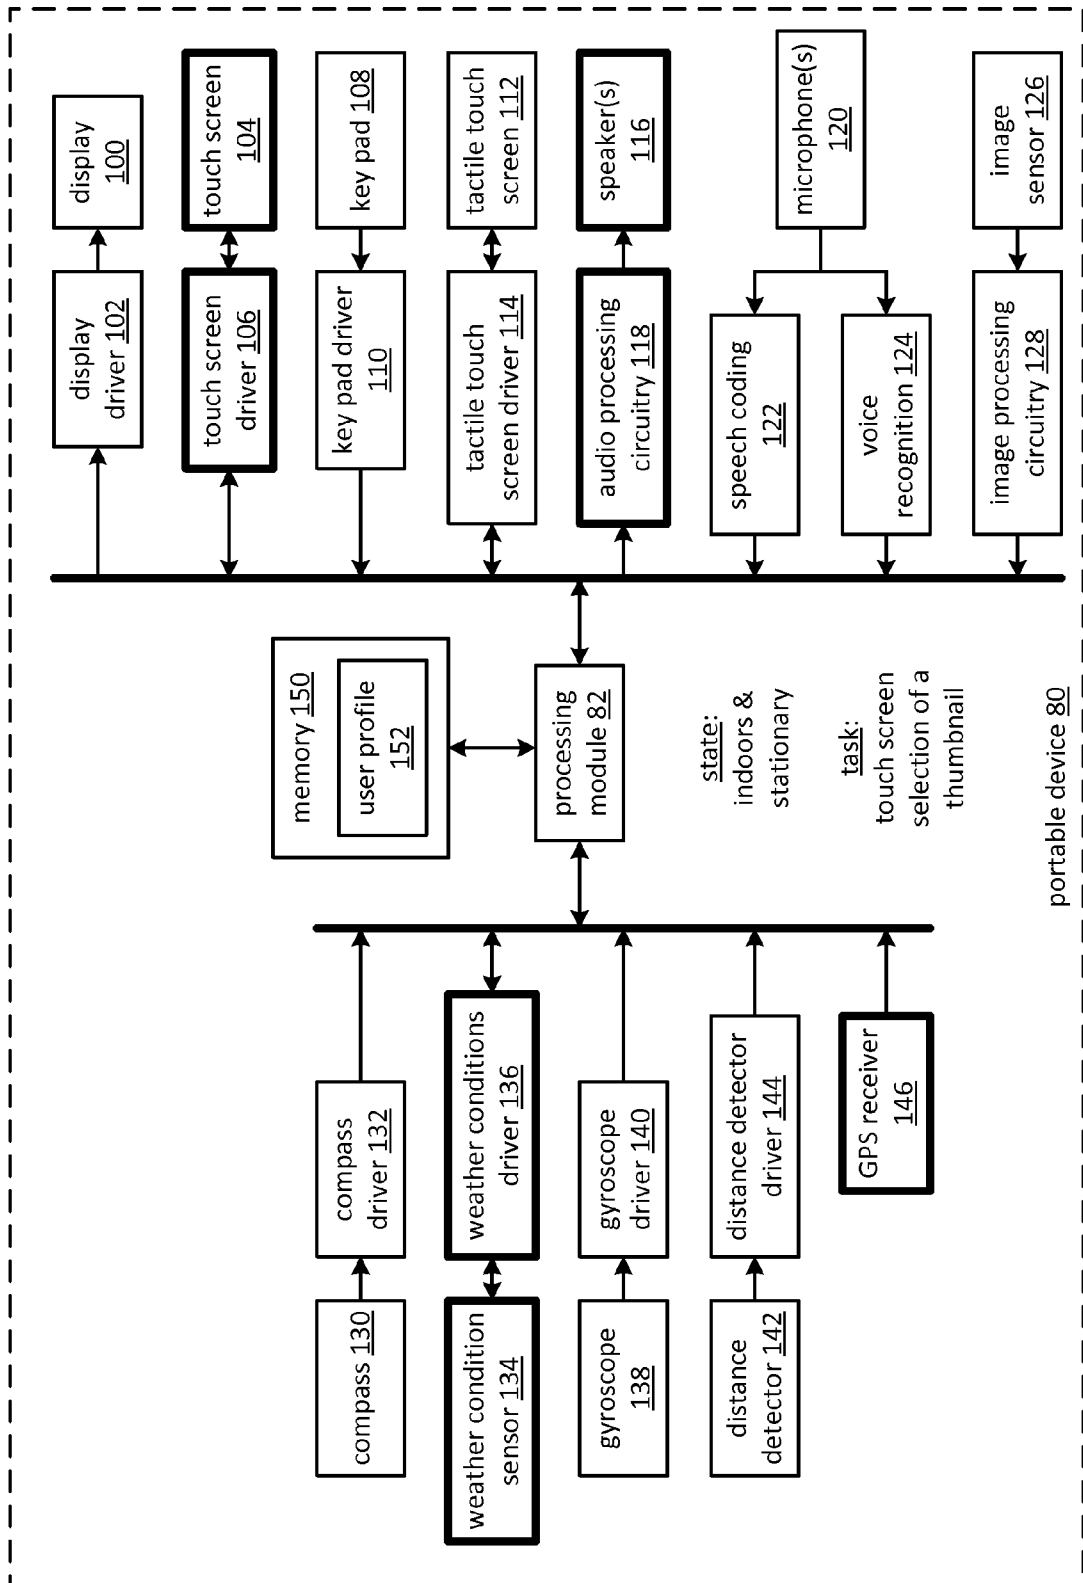 display
100
display
driver 102
touch screen
104
touch screen
driver 106
key pad 108
key pad driver
110
tactile touch
screen 112
tactile touch
screen driver 114
speaker(s)
116
audio processing
circuitry 118
microphone(s)
120
speech coding
122
voice
recognition 124
image
sensor 126
image processing
circuitry 128
memory 150
user profile
152
processing
module 82
state:
indoors &
stationary
task:
touch screen
selection of a
thumbnail
portable device 80
compass
driver 132
compass 130
weather conditions
driver 136
weather condition
sensor 134
gyroscope
driver 140
gyroscope
138
distance detector
driver 144
distance
detector 142
GPS receiver
146